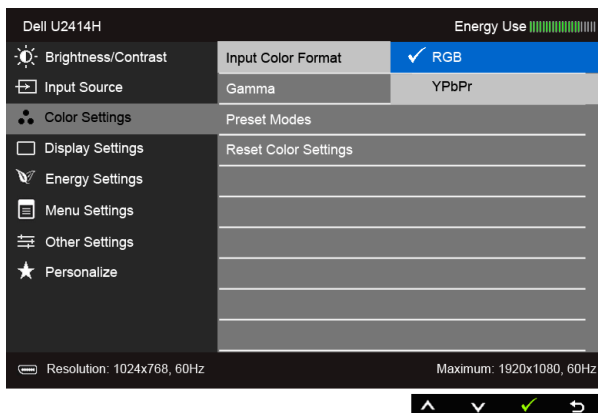 Dell U2414H
Energy Use
Brightness/Contrast
Input Source
Color Settings
Display Settings
Energy Settings
Menu Settings
Other Settings
Personalize
Input Color Format
Gamma
Preset Modes
Reset Color Settings
RGB
YPbPr
Resolution: 1024x768, 60Hz
Maximum: 1920x1080, 60Hz